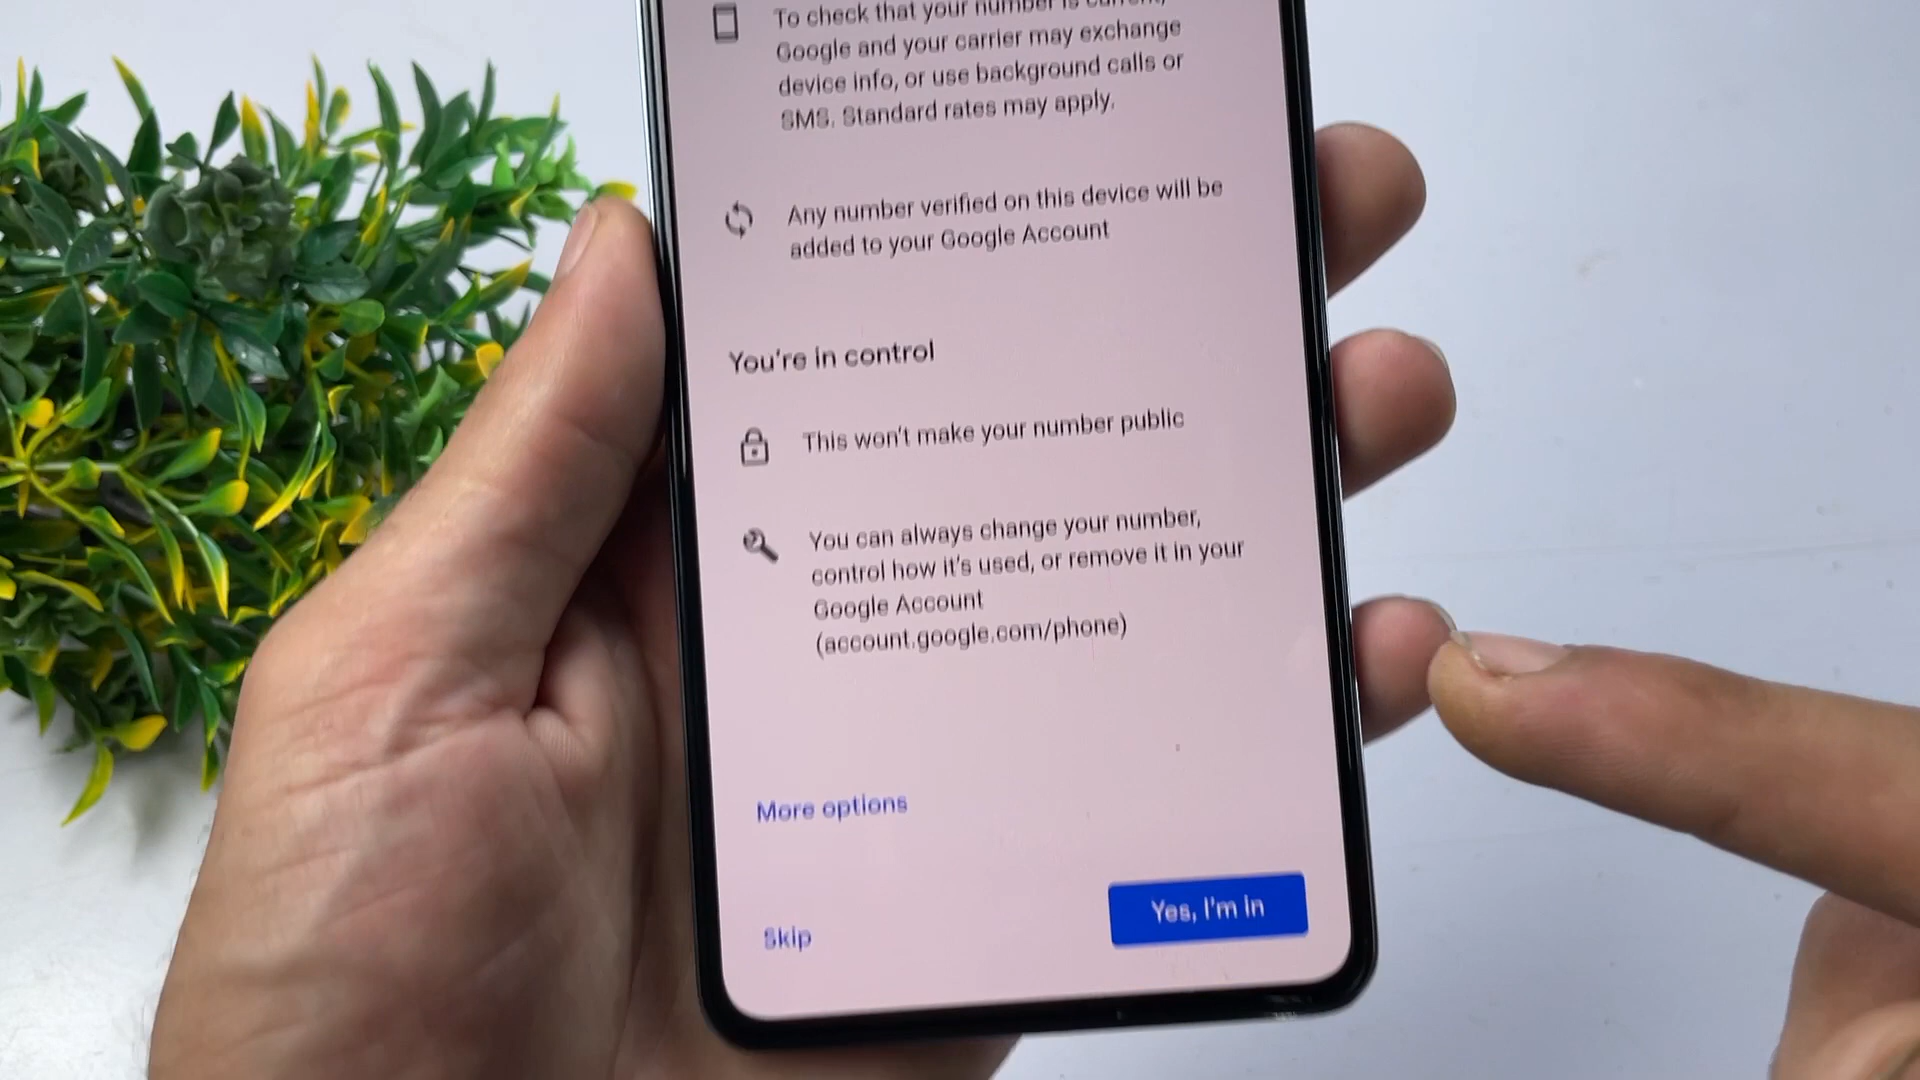 To check that your number is current,
Google and your carrier may exchange
device info, or use background calls or
SMS. Standard rates may apply.
Any number verified on this device will be
added to your Google Account
You're in control
This won't make your number public
You can always change your number,
control how it's used, or remove it in your
Google Account
(account.google.com/phone)
More options
Skip
Yes, I'm in